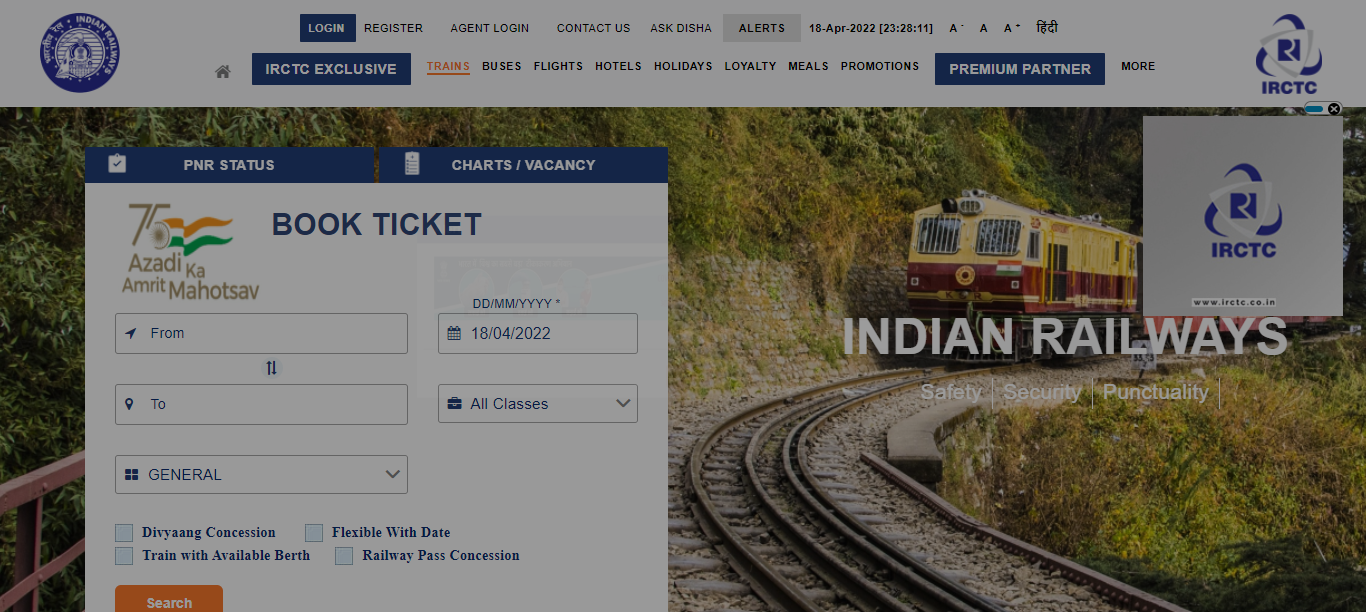 LOGIN REGISTER AGENT LOGIN CONTACT US ASK DISHA ALERTS 18-Apr-2022 [23:28:11] A- A A+ हिंदी
भारतीय रेल INDIAN RAILWAYS
IRCTC EXCLUSIVE TRAINS BUSES FLIGHTS HOTELS HOLIDAYS LOYALTY MEALS PROMOTIONS PREMIUM PARTNER MORE
IRCTC
PNR STATUS CHARTS / VACANCY
75
Azadi Ka
Amrit Mahotsav
BOOK TICKET
DD/MM/YYYY *
From 18/04/2022
To All Classes
GENERAL
Divyaang Concession Flexible With Date
Train with Available Berth Railway Pass Concession
Search
IRCTC
www.irctc.co.in
INDIAN RAILWAYS
Safety Security Punctuality